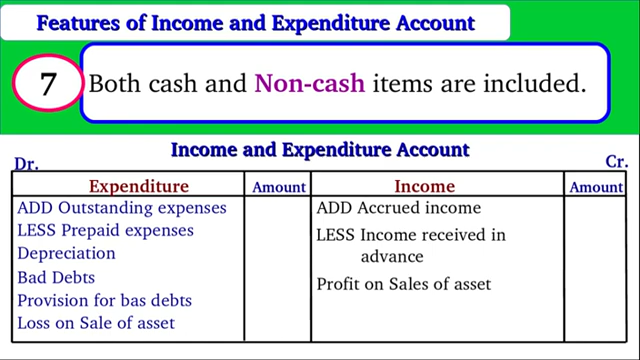 Features of Income and Expenditure Account
7 Both cash and Non-cash items are included.
Income and Expenditure Account
Dr. Cr.
Expenditure Amount Income Amount
ADD Outstanding expenses
LESS Prepaid expenses
Depreciation
Bad Debts
Provision for bas debts
Loss on Sale of asset
ADD Accrued income
LESS Income received in
advance
Profit on Sales of asset